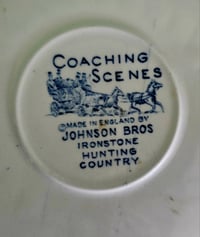 COACHING
SCENES
©MADE IN ENGLAND BY
JOHNSON BROS
IRONSTONE
HUNTING
COUNTRY